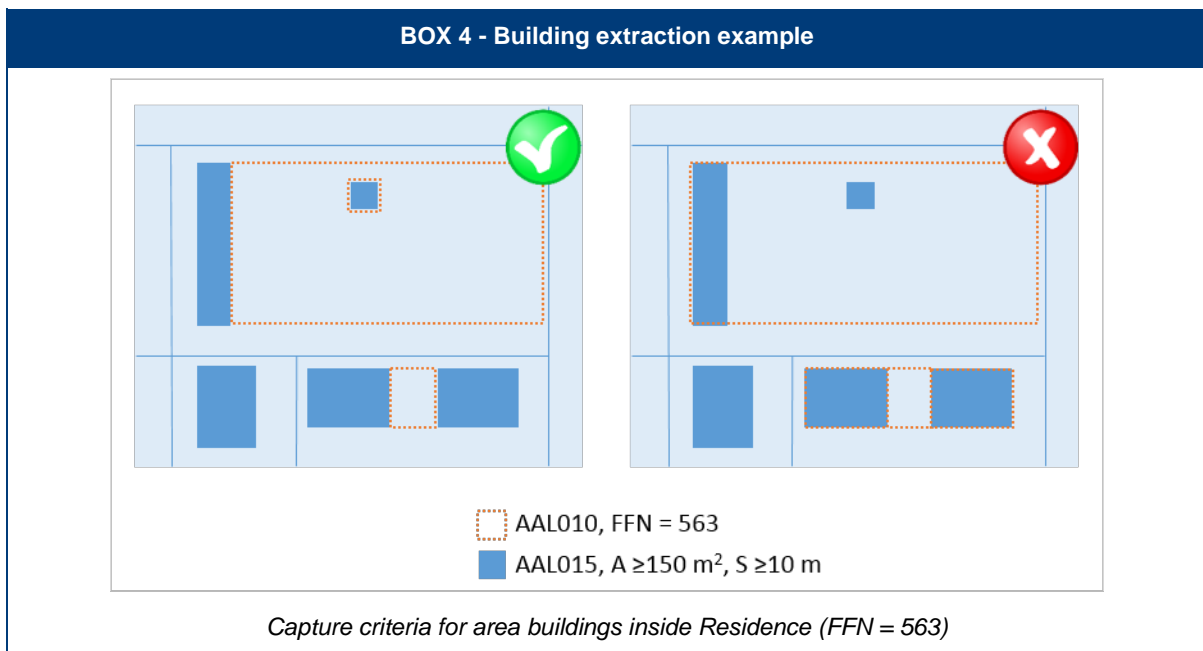 BOX 4 - Building extraction example
AAL010, FFN = 563
AAL015, A ≥150 m², S ≥10 m
Capture criteria for area buildings inside Residence (FFN = 563)